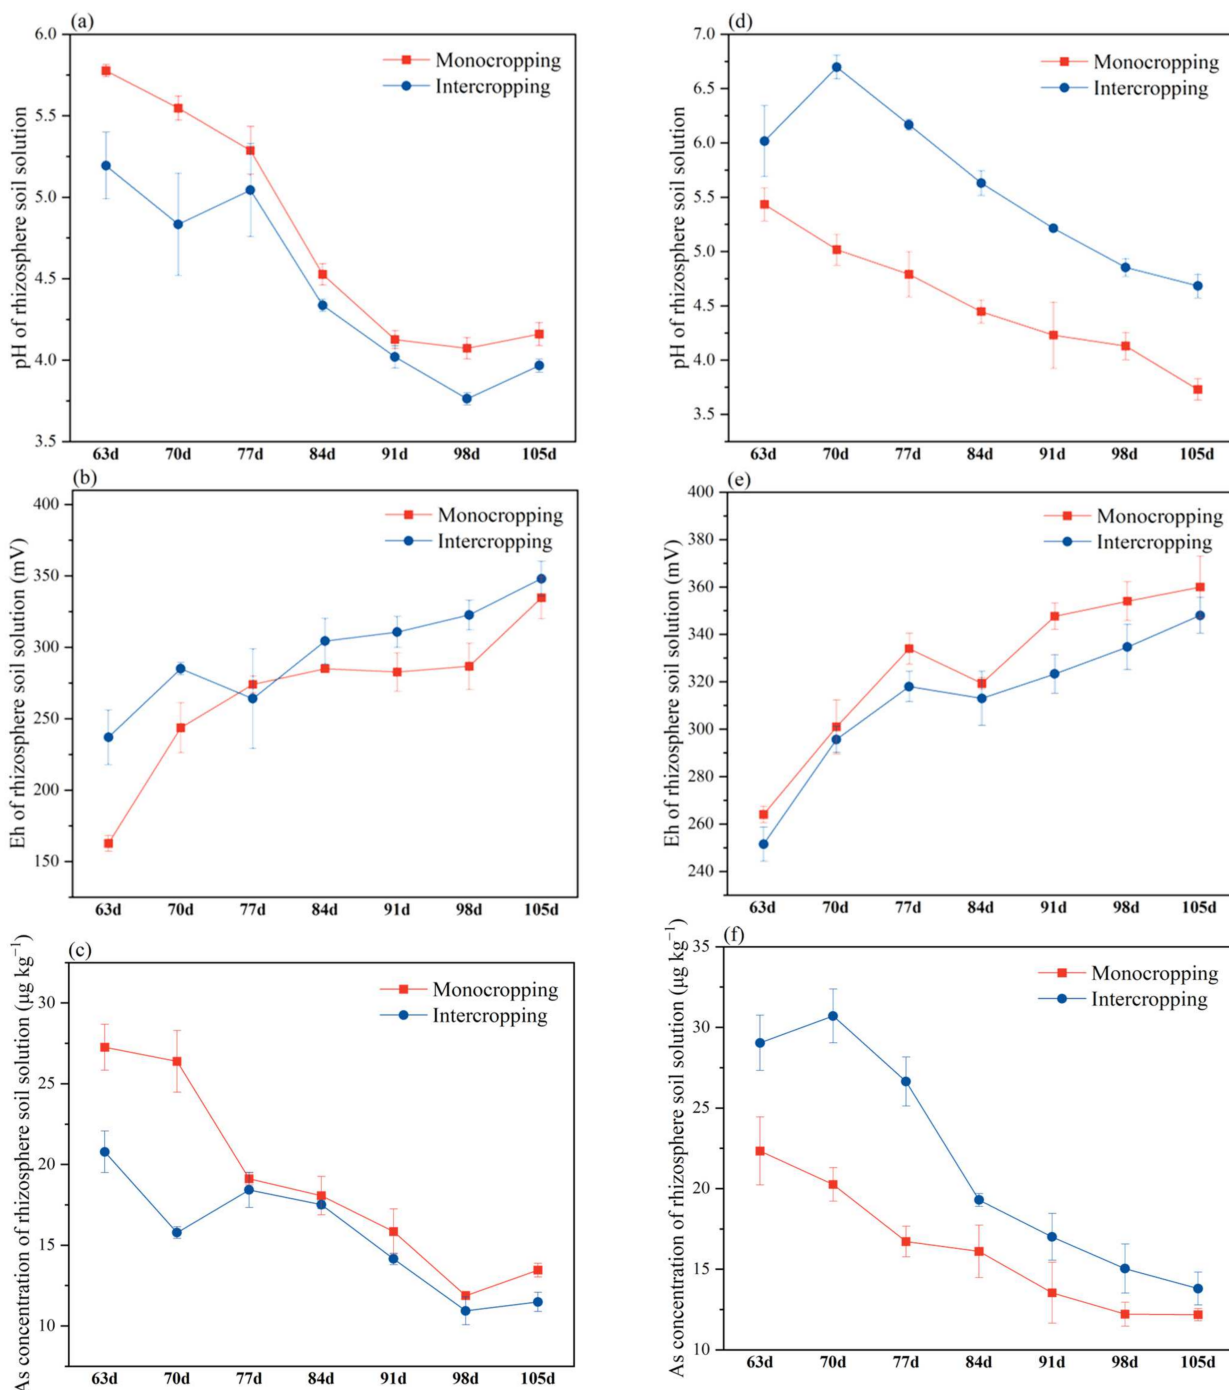 (a)
6.0
5.5
5.0
4.5
4.0
3.5
pH of rhizosphere soil solution
Monocropping
Intercropping
63d 70d 77d 84d 91d 98d 105d
(d)
7.0
6.5
6.0
5.5
5.0
4.5
4.0
3.5
pH of rhizosphere soil solution
Monocropping
Intercropping
63d 70d 77d 84d 91d 98d 105d
(b)
400
350
300
250
200
150
Eh of rhizosphere soil solution (mV)
Monocropping
Intercropping
63d 70d 77d 84d 91d 98d 105d
(e)
400
380
360
340
320
300
280
260
240
Eh of rhizosphere soil solution (mV)
Monocropping
Intercropping
63d 70d 77d 84d 91d 98d 105d
(c)
30
25
20
15
10
As concentration of rhizosphere soil solution (μg kg⁻¹)
Monocropping
Intercropping
63d 70d 77d 84d 91d 98d 105d
(f)
35
30
25
20
15
10
As concentration of rhizosphere soil solution (μg kg⁻¹)
Monocropping
Intercropping
63d 70d 77d 84d 91d 98d 105d